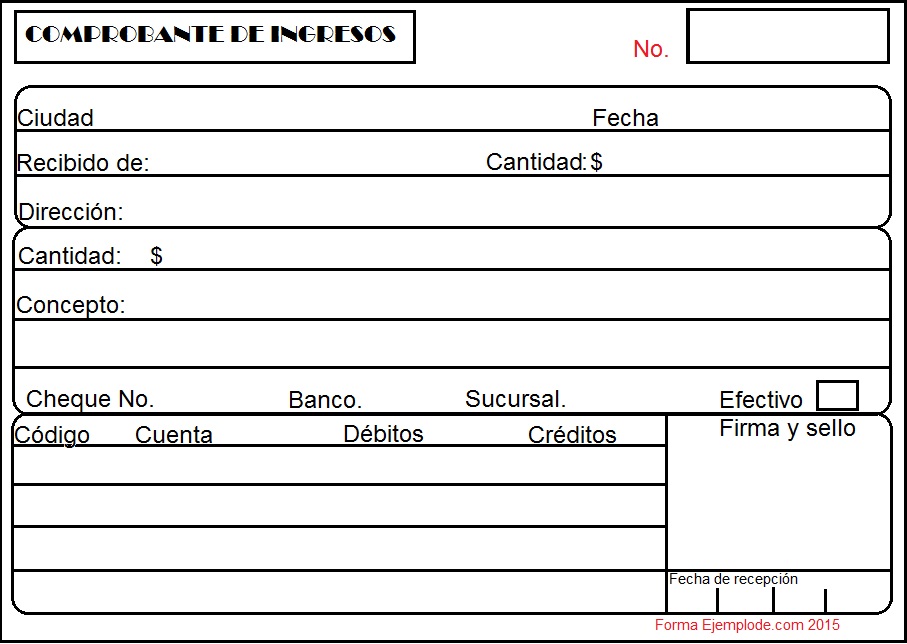 COMPROBANTE DE INGRESOS
No.
Ciudad Fecha
Recibido de: Cantidad: $
Dirección:
Cantidad: $
Concepto:
Cheque No. Banco. Sucursal. Efectivo
Código Cuenta Débitos Créditos Firma y sello
Fecha de recepción
Forma Ejemplode.com 2015